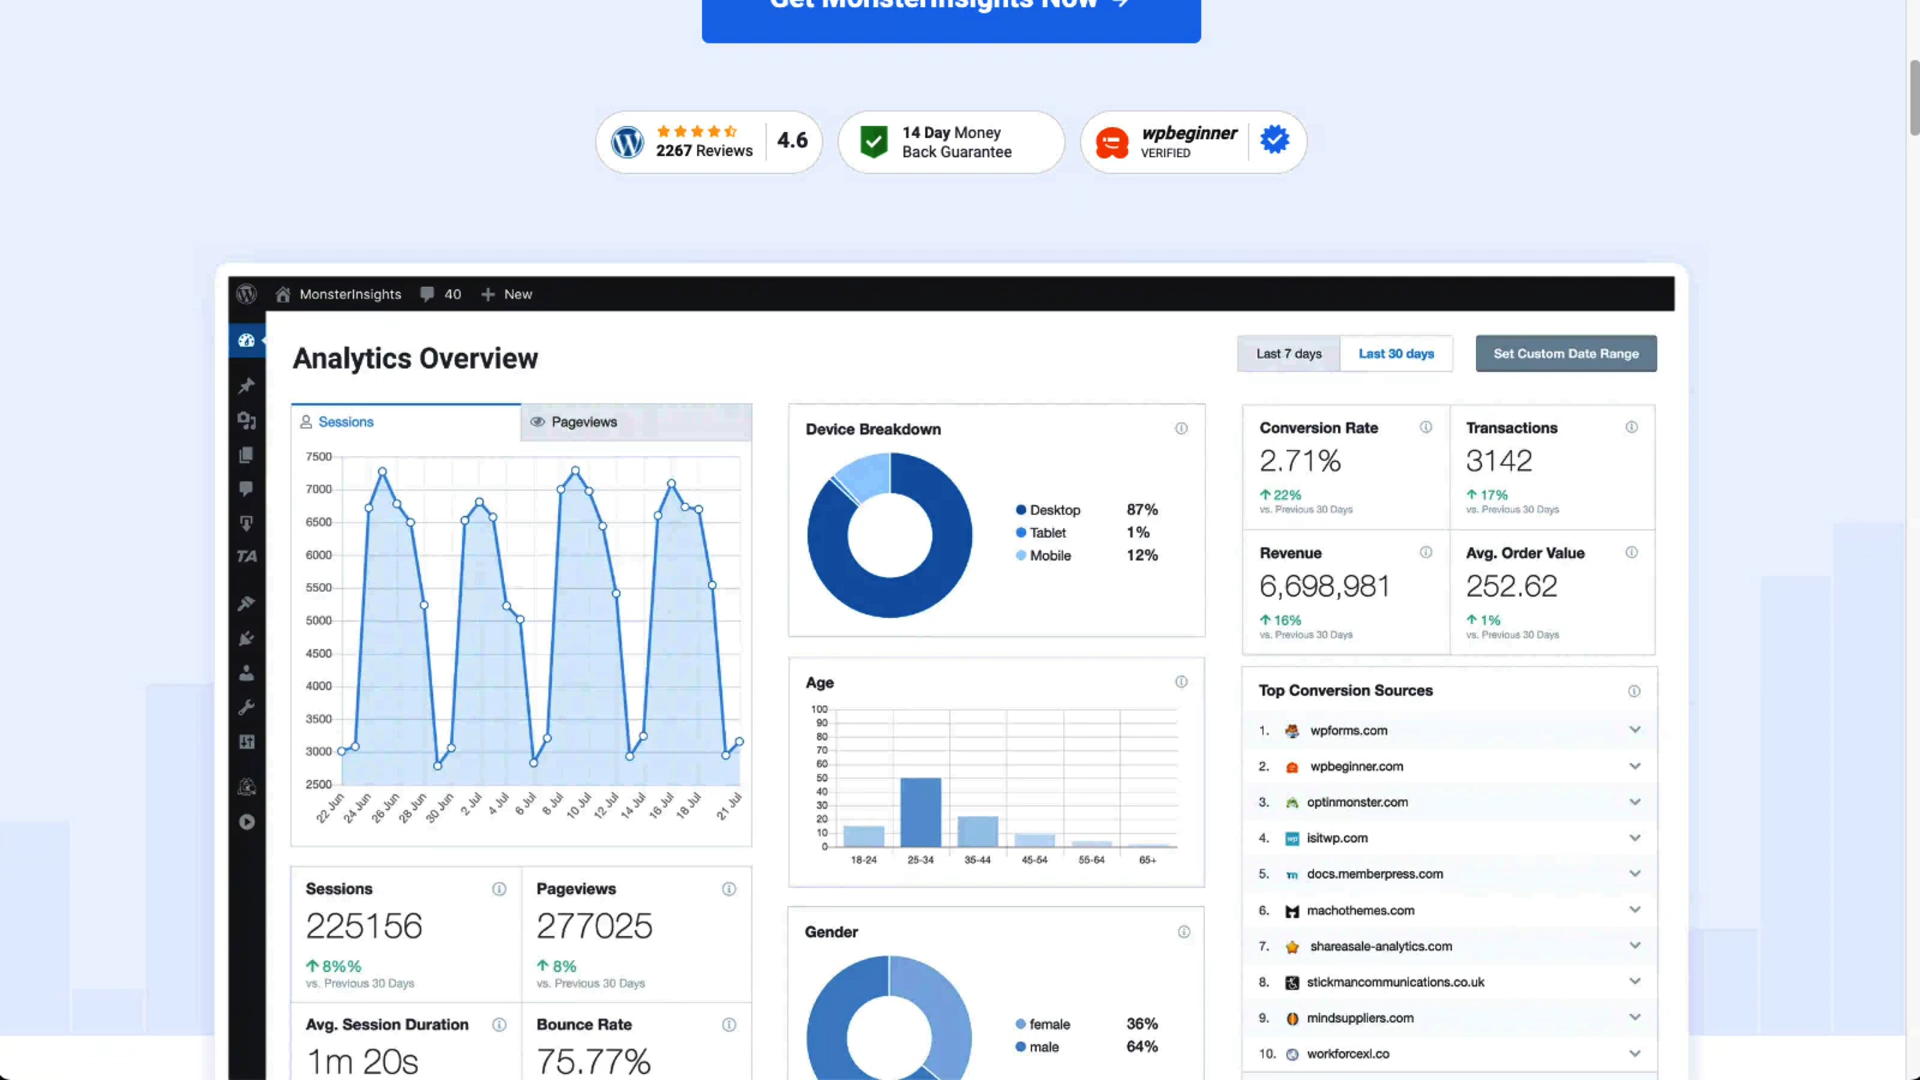 Get MonsterInsights Now →
2267 Reviews
4.6
14 Day Money
Back Guarantee
wpbeginner
VERIFIED
MonsterInsights 40 + New
Analytics Overview
Last 7 days
Last 30 days
Set Custom Date Range
Sessions
Pageviews
7500
7000
6500
6000
5500
5000
4500
4000
3500
3000
2500
22 Jun
24 Jun
26 Jun
28 Jun
30 Jun
2 Jul
4 Jul
6 Jul
8 Jul
10 Jul
12 Jul
14 Jul
16 Jul
18 Jul
21 Jul
Sessions
225156
↑ 8%%
vs. Previous 30 Days
Pageviews
277025
↑ 8%
vs. Previous 30 Days
Avg. Session Duration
1m 20s
Bounce Rate
75.77%
Device Breakdown
Desktop 87%
Tablet 1%
Mobile 12%
Age
100
90
80
70
60
50
40
30
20
10
0
18-24
25-34
35-44
45-54
55-64
65+
Gender
female 36%
male 64%
Conversion Rate
2.71%
↑ 22%
vs. Previous 30 Days
Transactions
3142
↑ 17%
vs. Previous 30 Days
Revenue
6,698,981
↑ 16%
vs. Previous 30 Days
Avg. Order Value
252.62
↑ 1%
vs. Previous 30 Days
Top Conversion Sources
1. wpforms.com
2. wpbeginner.com
3. optinmonster.com
4. isitwp.com
5. docs.memberpress.com
6. machothemes.com
7. shareasale-analytics.com
8. stickmancommunications.co.uk
9. mindsuppliers.com
10. workforcexl.co